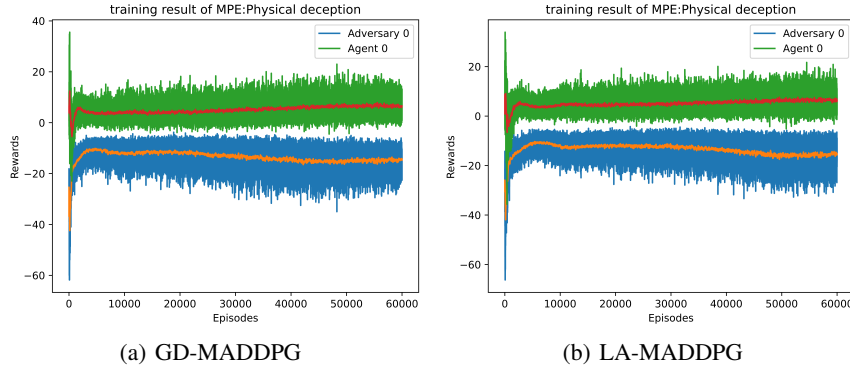 training result of MPE:Physical deception
Adversary 0
Agent 0
40
20
0
−20
−40
−60
Rewards
0 10000 20000 30000 40000 50000 60000
Episodes
(a) GD-MADDPG
training result of MPE:Physical deception
Adversary 0
Agent 0
20
0
−20
−40
−60
Rewards
0 10000 20000 30000 40000 50000 60000
Episodes
(b) LA-MADDPG